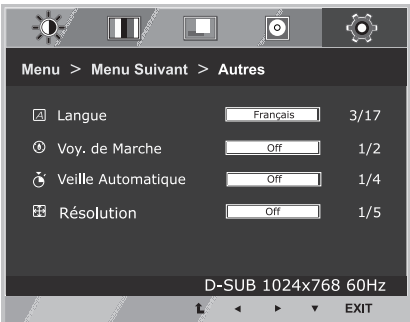 Menu > Menu Suivant > Autres
A Langue Français 3/17
Voy. de Marche Off 1/2
Veille Automatique Off 1/4
Résolution Off 1/5
D-SUB 1024x768 60Hz
EXIT